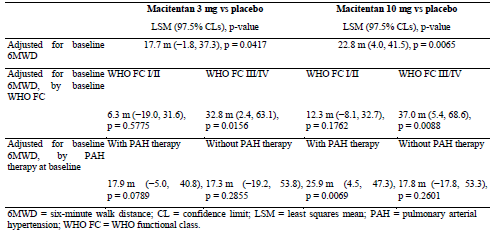 Macitentan 3 mg vs placebo Macitentan 10 mg vs placebo
LSM (97.5% CLs), p-value LSM (97.5% CLs), p-value
Adjusted for baseline 17.7 m (−1.8, 37.3), p = 0.0417 22.8 m (4.0, 41.5), p = 0.0065
6MWD
Adjusted for baseline WHO FC I/II WHO FC III/IV WHO FC I/II WHO FC III/IV
6MWD, by baseline
WHO FC
6.3 m (−19.0, 31.6), 32.8 m (2.4, 63.1), 12.3 m (−8.1, 32.7), 37.0 m (5.4, 68.6),
p = 0.5775 p = 0.0156 p = 0.1762 p = 0.0088
Adjusted for baseline With PAH therapy Without PAH therapy With PAH therapy Without PAH therapy
6MWD, by PAH
therapy at baseline
17.9 m (−5.0, 40.8), 17.3 m (−19.2, 53.8), 25.9 m (4.5, 47.3), 17.8 m (−17.8, 53.3),
p = 0.0789 p = 0.2855 p = 0.0069 p = 0.2601
6MWD = six-minute walk distance; CL = confidence limit; LSM = least squares mean; PAH = pulmonary arterial
hypertension; WHO FC = WHO functional class.